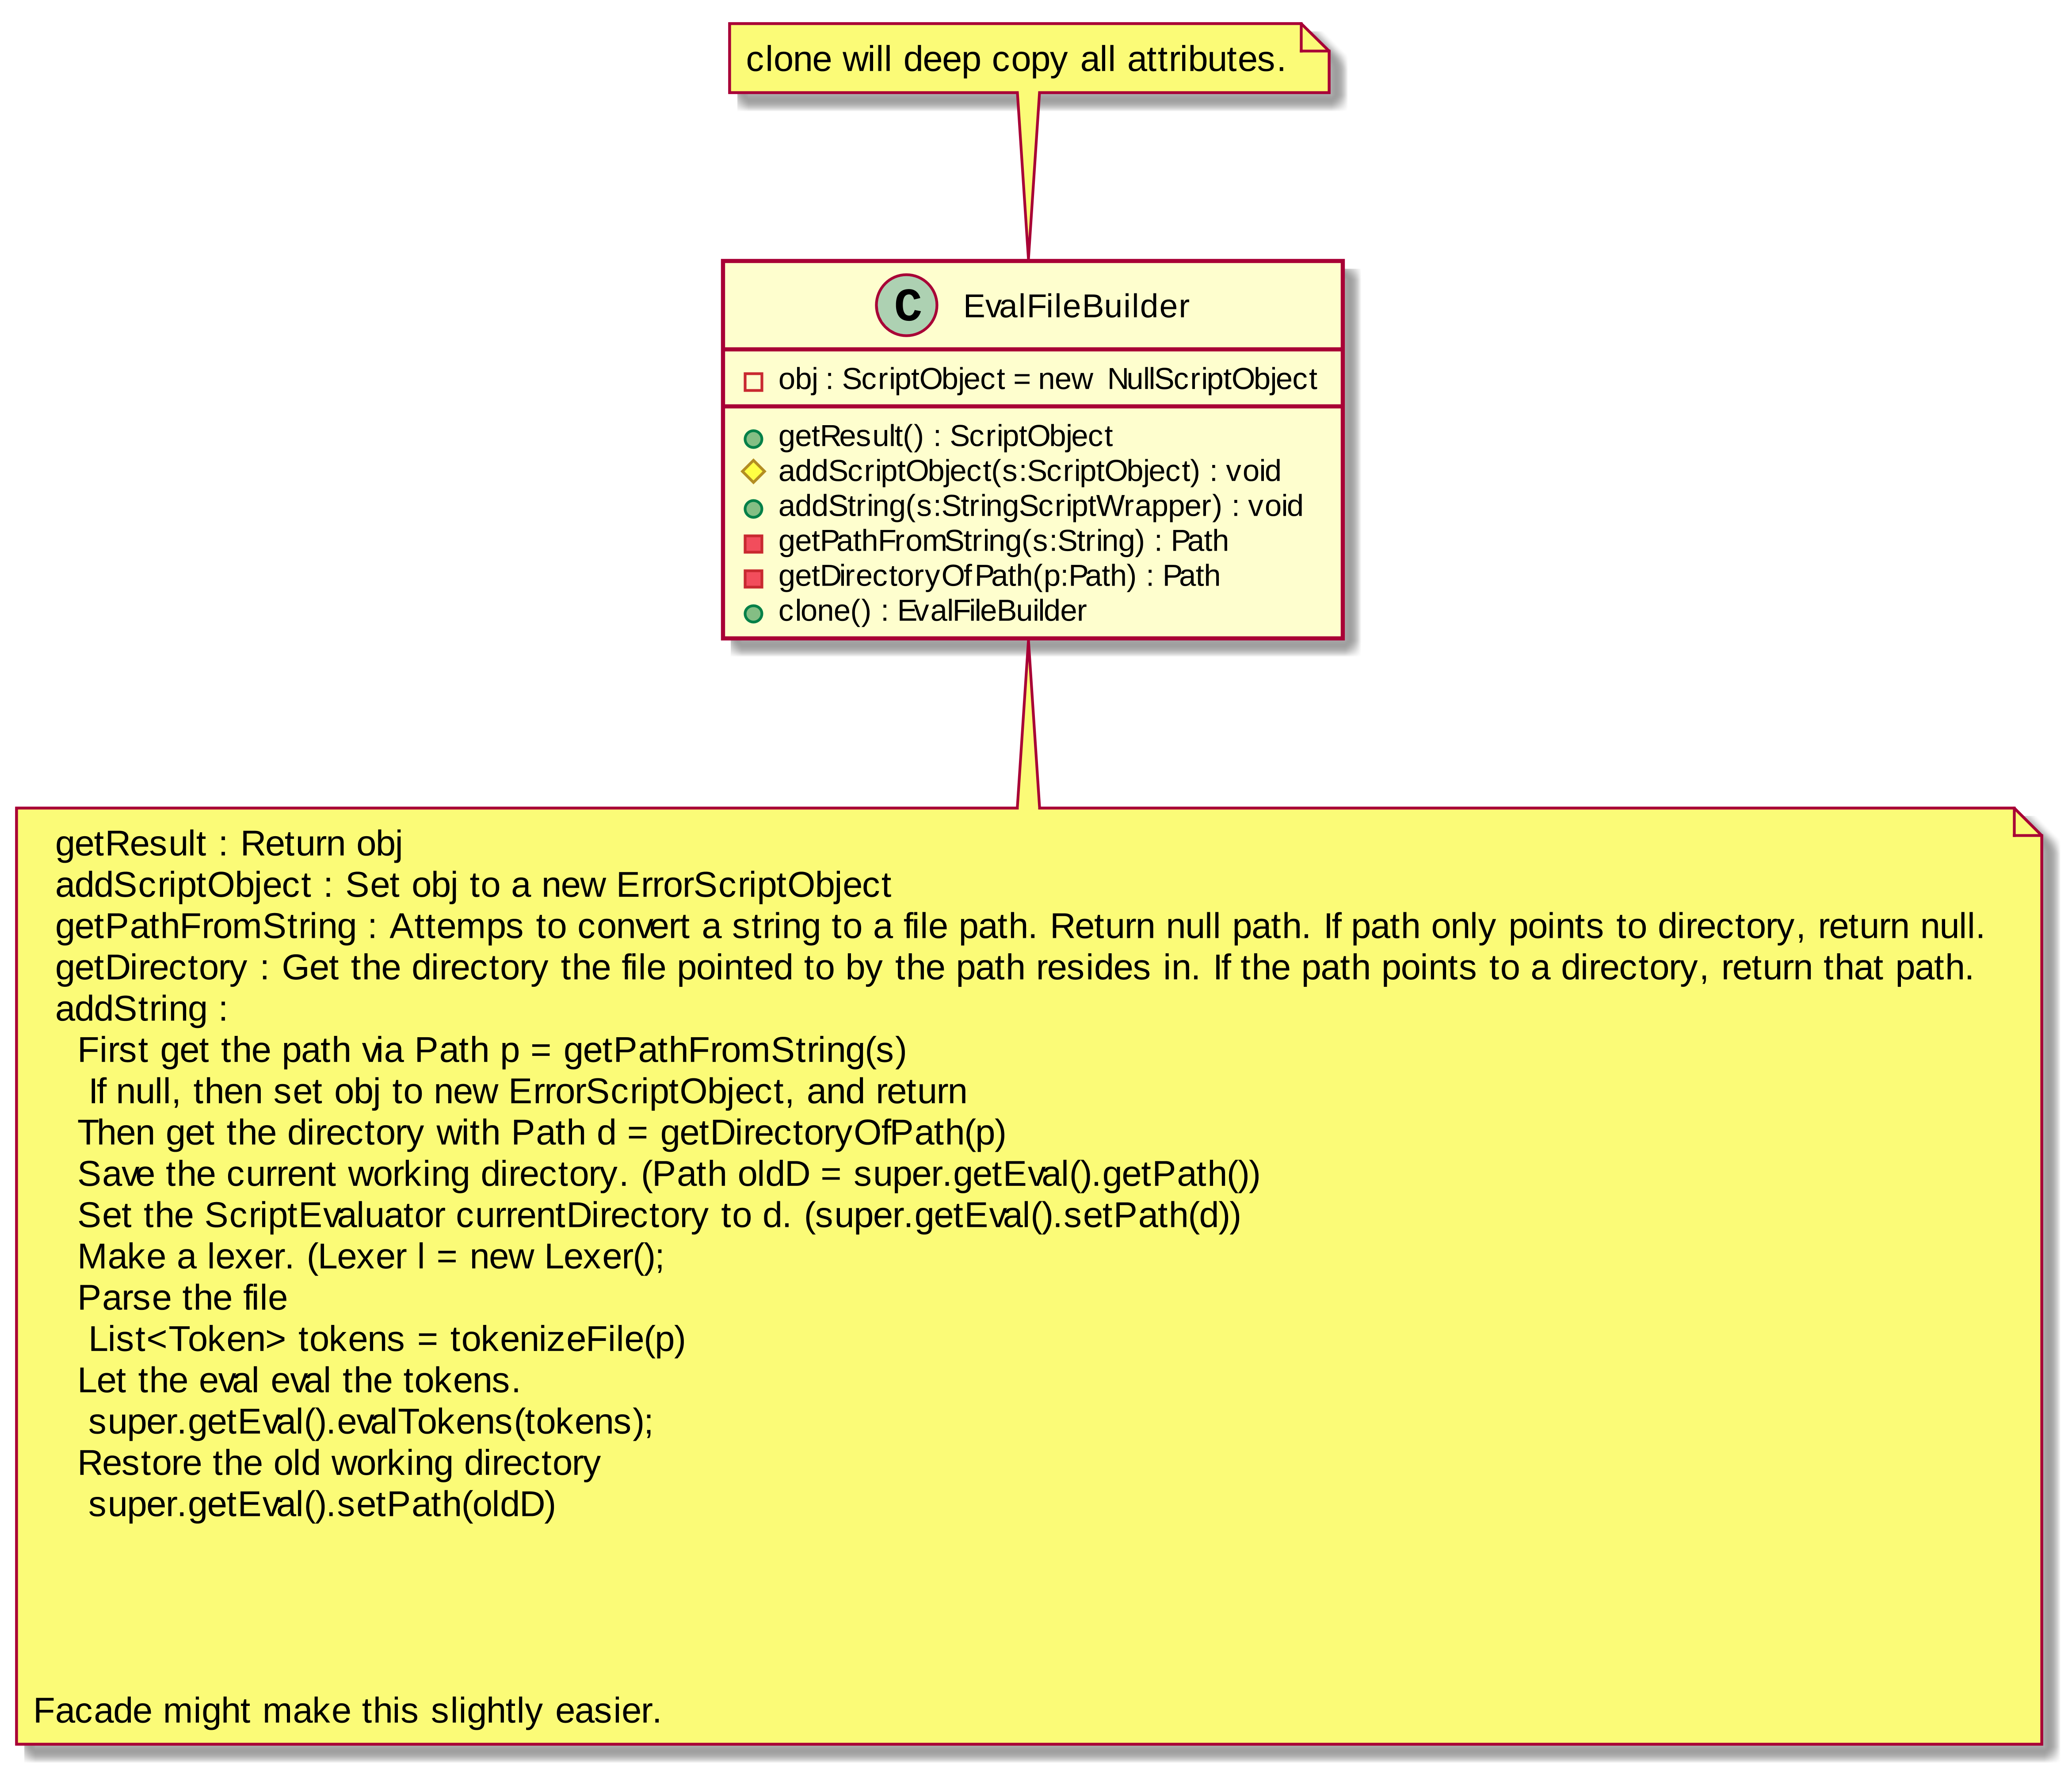 clone will deep copy all attributes.
C EvalFileBuilder
obj : ScriptObject = new NullScriptObject
getResult() : ScriptObject
addScriptObject(s:ScriptObject) : void
addString(s:StringScriptWrapper) : void
getPathFromString(s:String) : Path
getDirectoryOfPath(p:Path) : Path
clone() : EvalFileBuilder
getResult : Return obj
addScriptObject : Set obj to a new ErrorScriptObject
getPathFromString : Attemps to convert a string to a file path. Return null path. If path only points to directory, return null.
getDirectory : Get the directory the file pointed to by the path resides in. If the path points to a directory, return that path.
addString :
First get the path via Path p = getPathFromString(s)
If null, then set obj to new ErrorScriptObject, and return
Then get the directory with Path d = getDirectoryOfPath(p)
Save the current working directory. (Path oldD = super.getEval().getPath())
Set the ScriptEvaluator currentDirectory to d. (super.getEval().setPath(d))
Make a lexer. (Lexer l = new Lexer();
Parse the file
List<Token> tokens = tokenizeFile(p)
Let the eval eval the tokens.
super.getEval().evalTokens(tokens);
Restore the old working directory
super.getEval().setPath(oldD)
Facade might make this slightly easier.